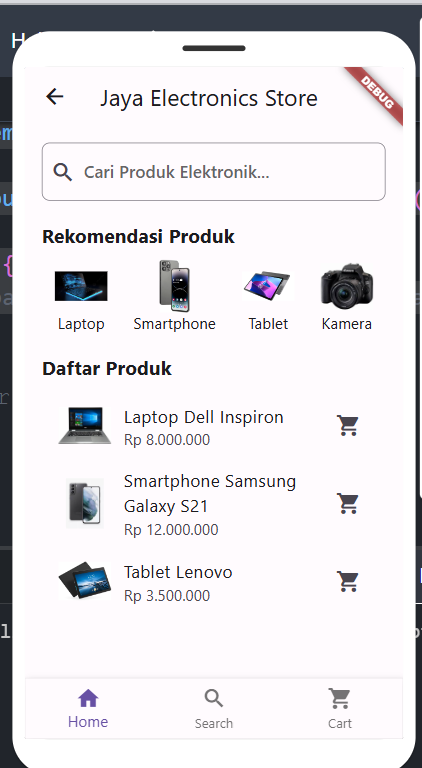 Jaya Electronics Store
DEBUG
Cari Produk Elektronik...
Rekomendasi Produk
Laptop
Smartphone
Tablet
Kamera
Daftar Produk
Laptop Dell Inspiron
Rp 8.000.000
Smartphone Samsung
Galaxy S21
Rp 12.000.000
Tablet Lenovo
Rp 3.500.000
Home
Search
Cart